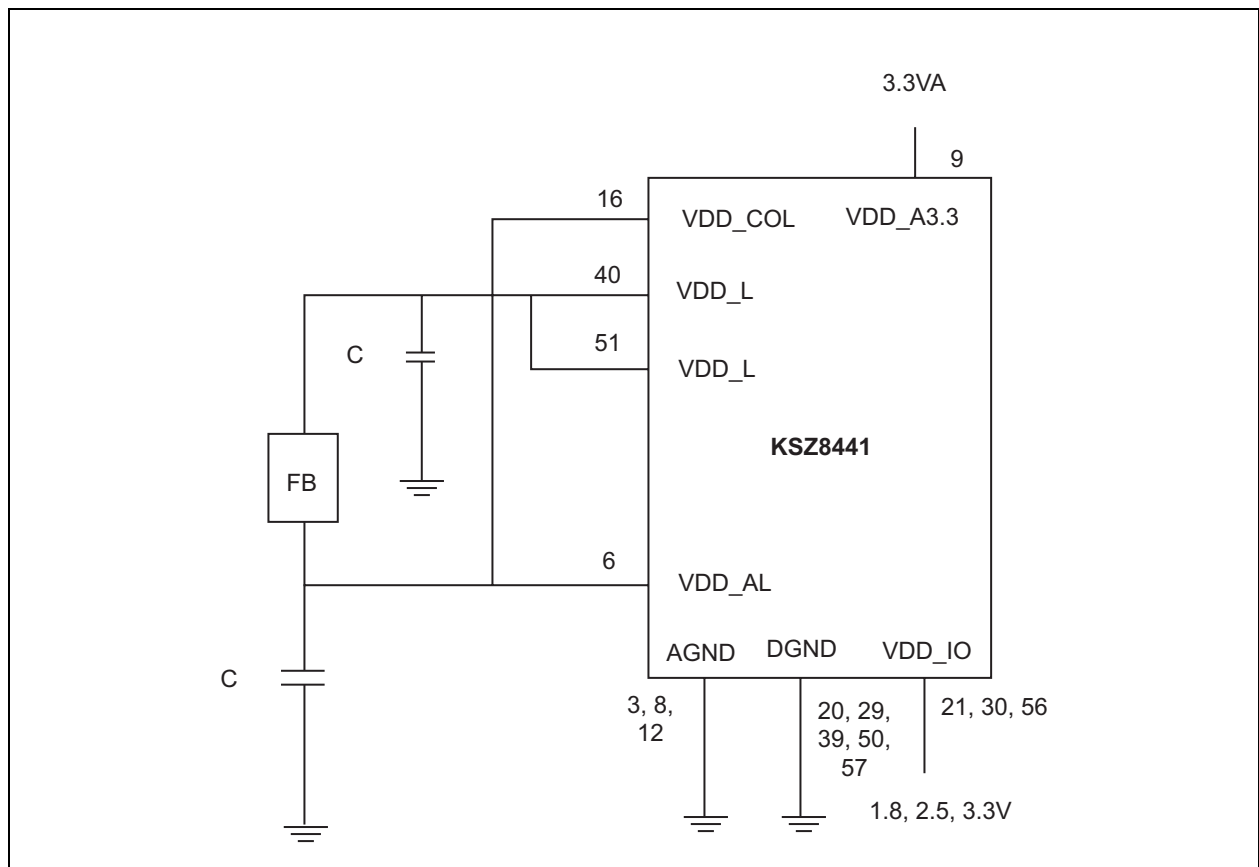 3.3VA
9
16
VDD_COL
VDD_A3.3
40
VDD_L
51
VDD_L
C
KSZ8441
FB
6
VDD_AL
AGND
DGND
VDD_IO
C
3, 8,
12
20, 29,
39, 50,
57
21, 30, 56
1.8, 2.5, 3.3V